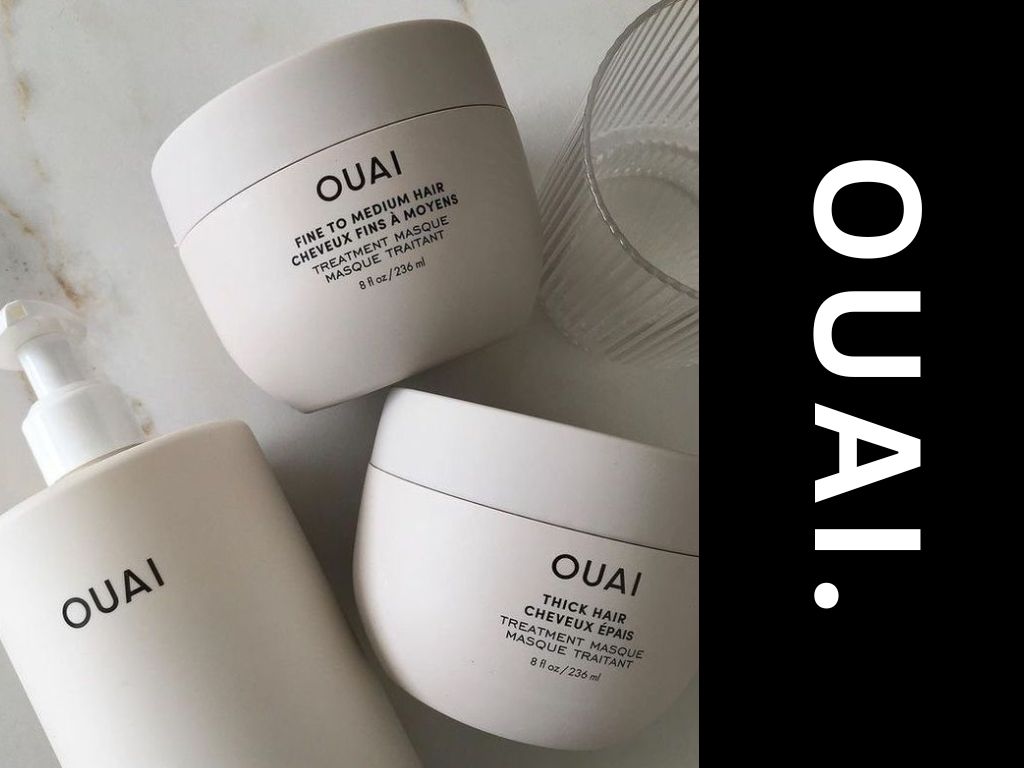 OUAI
FINE TO MEDIUM HAIR
CHEVEUX FINS À MOYENS
TREATMENT MASQUE
MASQUE TRAITANT
8 fl oz / 236 ml
OUAI
OUAI
THICK HAIR
CHEVEUX ÉPAIS
TREATMENT MASQUE
MASQUE TRAITANT
8 fl oz / 236 ml
OUAI.